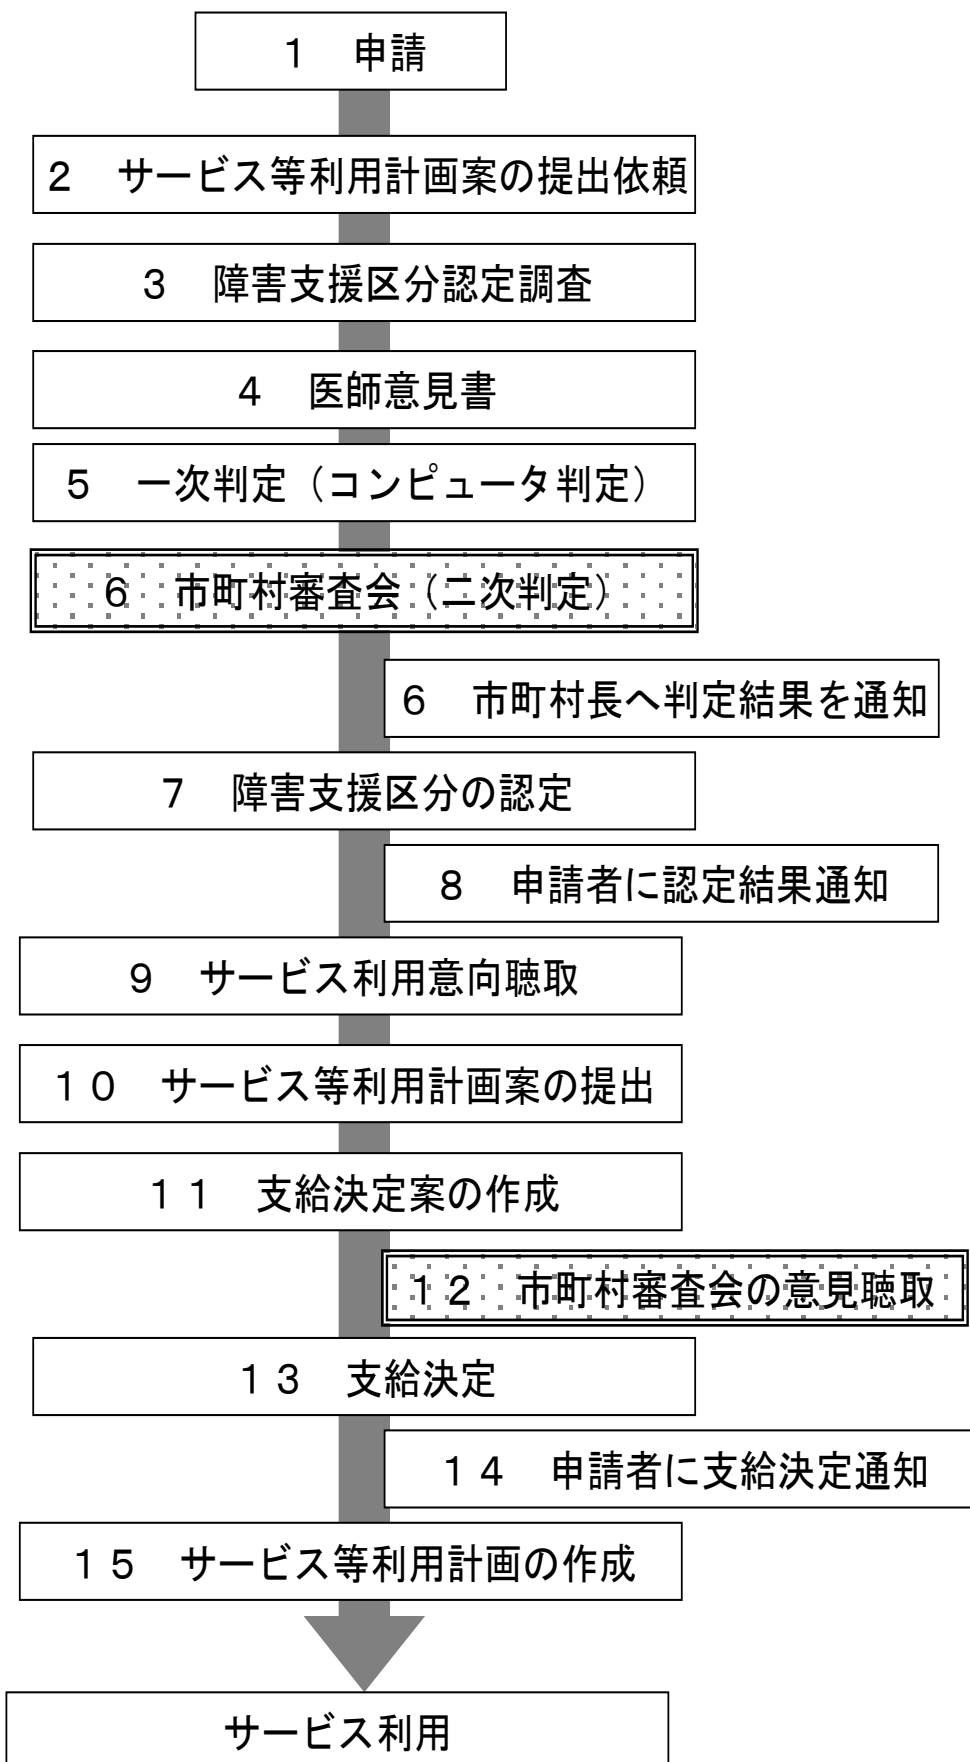 １　申請
２　サービス等利用計画案の提出依頼
３　障害支援区分認定調査
４　医師意見書
５　一次判定（コンピュータ判定）
６　市町村審査会（二次判定）
６　市町村長へ判定結果を通知
７　障害支援区分の認定
８　申請者に認定結果通知
９　サービス利用意向聴取
１０　サービス等利用計画案の提出
１１　支給決定案の作成
１２　市町村審査会の意見聴取
１３　支給決定
１４　申請者に支給決定通知
１５　サービス等利用計画の作成
サービス利用